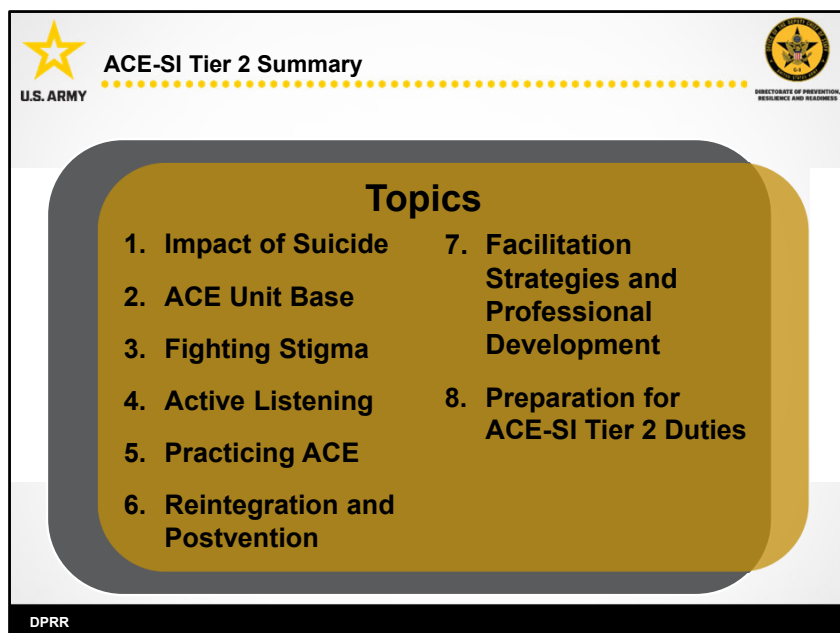 ACE-SI Tier 2 Summary
U.S. ARMY
DIRECTORATE OF PREVENTION,
RESILIENCE AND READINESS
Topics
1. Impact of Suicide
2. ACE Unit Base
3. Fighting Stigma
4. Active Listening
5. Practicing ACE
6. Reintegration and
Postvention
7. Facilitation
Strategies and
Professional
Development
8. Preparation for
ACE-SI Tier 2 Duties
DPRR